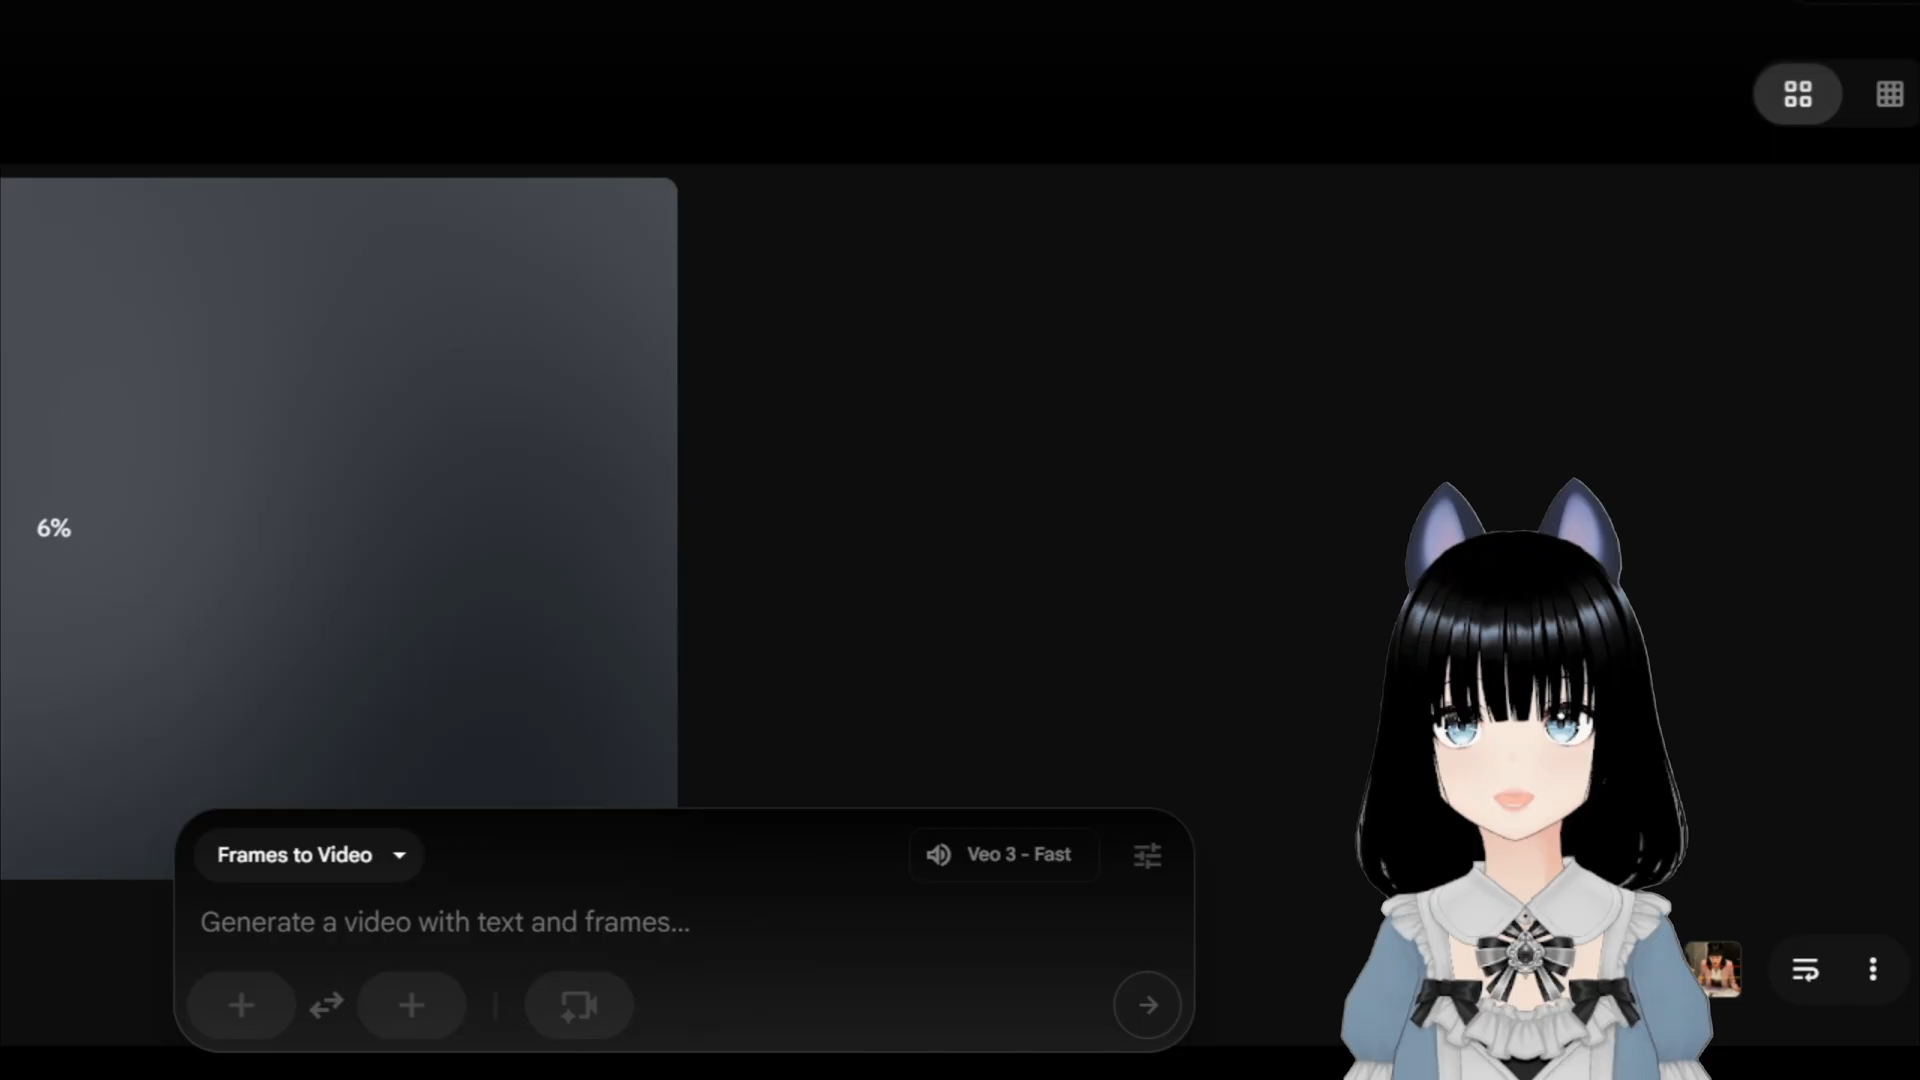 6%
Frames to Video
Veo 3 - Fast
Generate a video with text and frames...